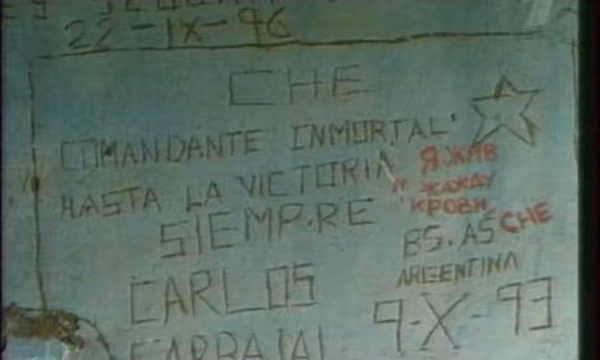 22-IX-96
CHE
COMANDANTE INMORTAL
HASTA LA VICTORIA
SIEMPRE
Я ЖИВ
И ЖАЖДУ
КРОВИ
CHE
BS. AS
ARGENTINA
CARLOS
9-X-93